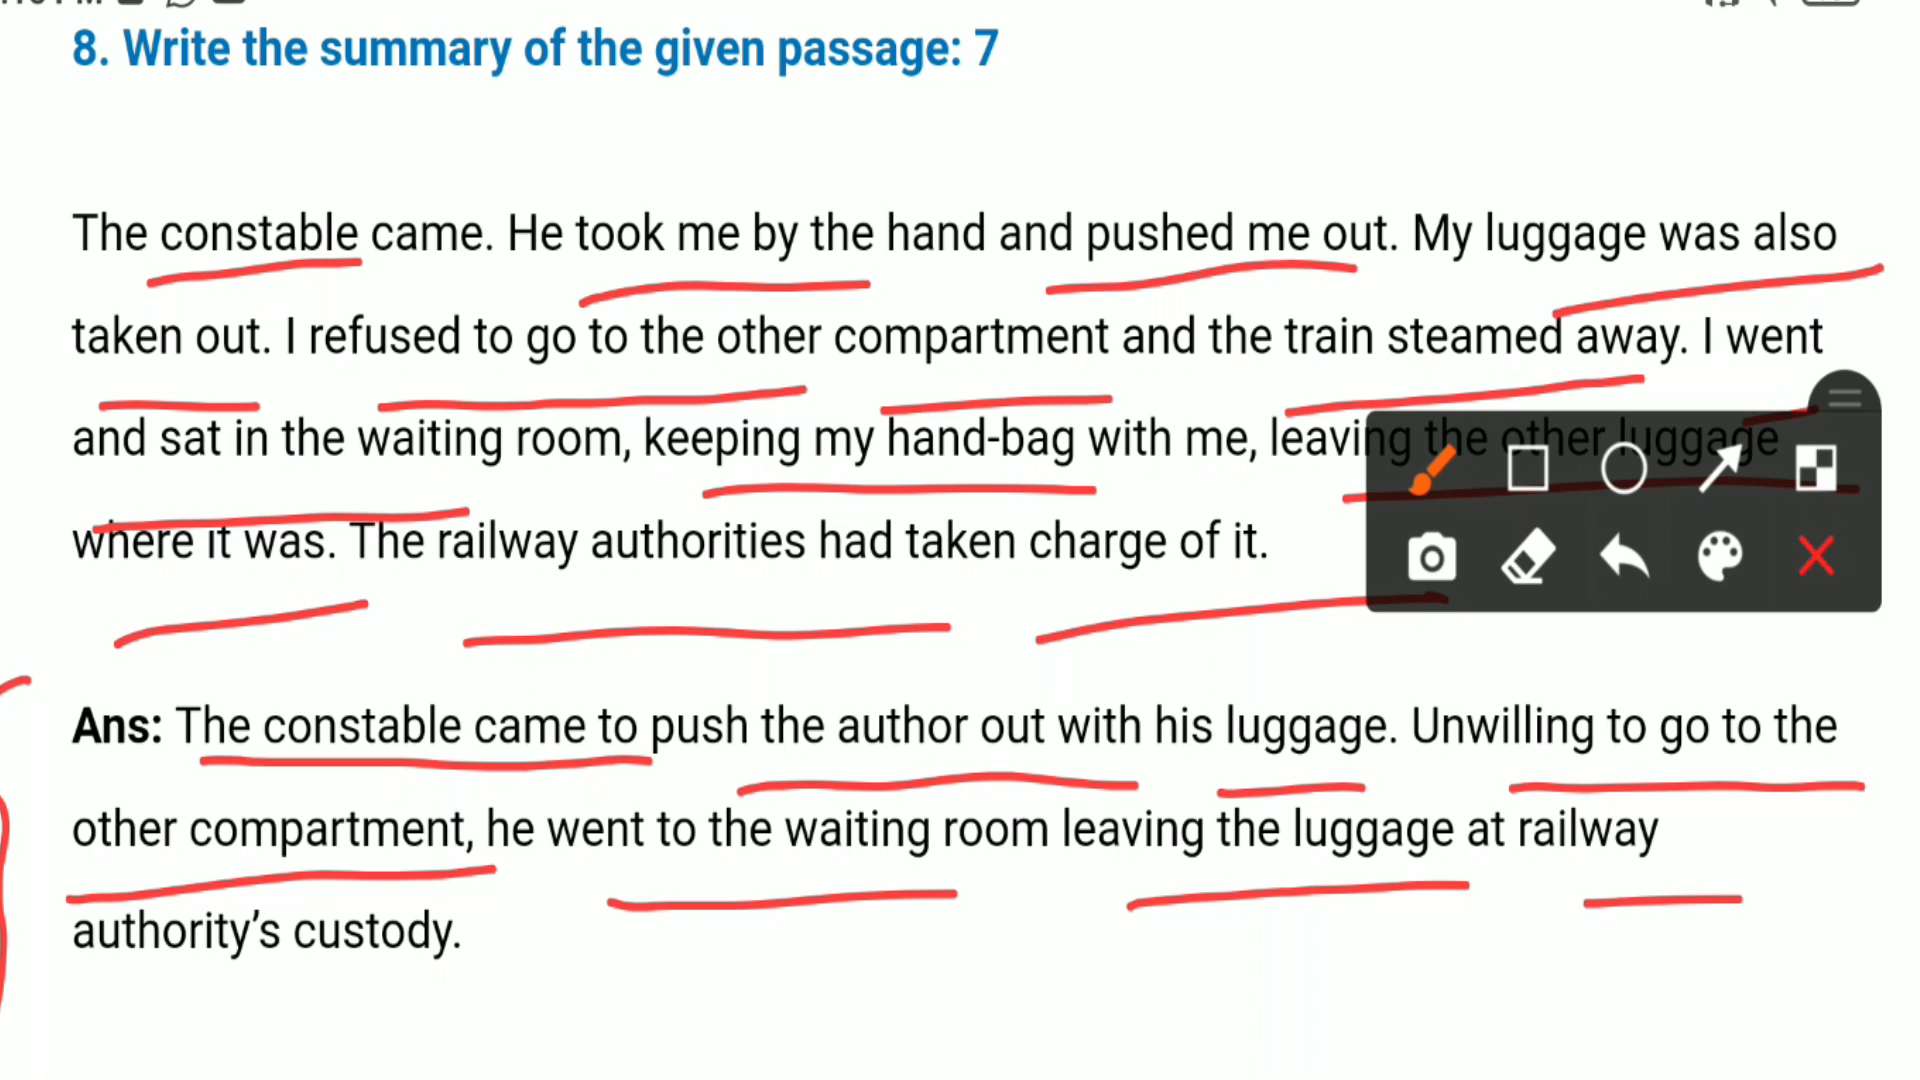 8. Write the summary of the given passage: 7
The constable came. He took me by the hand and pushed me out. My luggage was also
taken out. I refused to go to the other compartment and the train steamed away. I went
and sat in the waiting room, keeping my hand-bag with me, leaving the other luggage
where it was. The railway authorities had taken charge of it.
Ans: The constable came to push the author out with his luggage. Unwilling to go to the
other compartment, he went to the waiting room leaving the luggage at railway
authority’s custody.